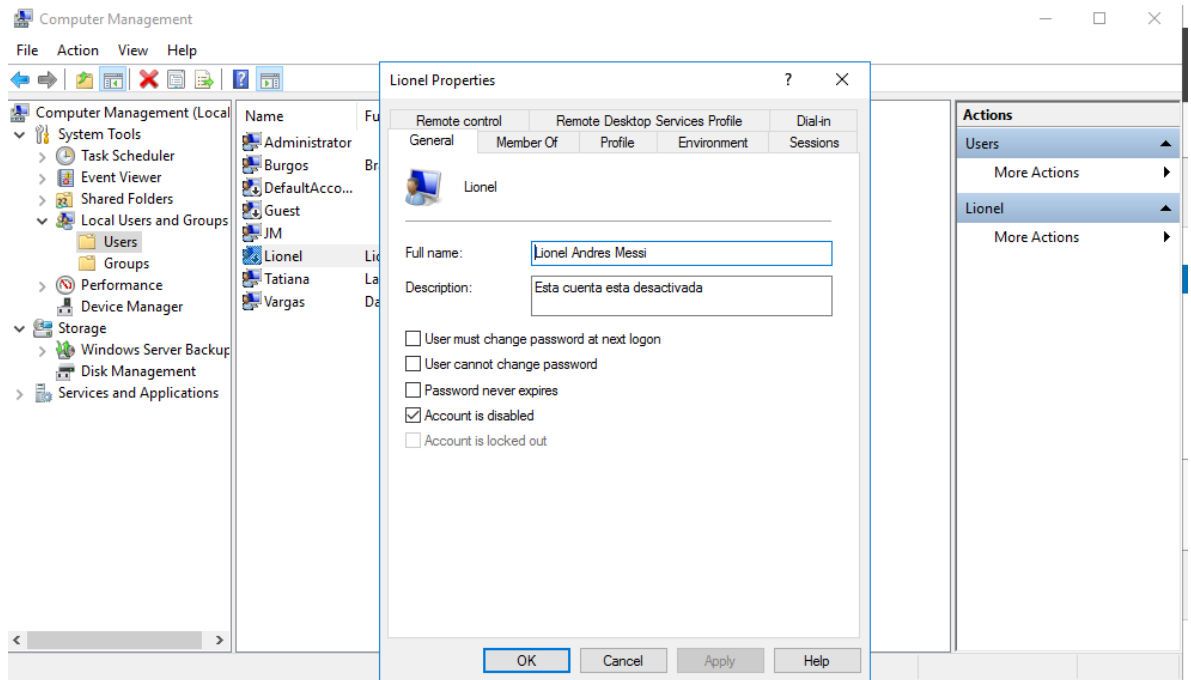 Computer Management
File Action View Help
Computer Management (Local
System Tools
Task Scheduler
Event Viewer
Shared Folders
Local Users and Groups
Users
Groups
Performance
Device Manager
Storage
Windows Server Backup
Disk Management
Services and Applications
Name Fu
Administrator
Burgos Br
DefaultAcco...
Guest
JM
Lionel Lio
Tatiana La
Vargas Da
Lionel Properties
Remote control Remote Desktop Services Profile Dial-in
General Member Of Profile Environment Sessions
Lionel
Full name: Lionel Andres Messi
Description: Esta cuenta esta desactivada
User must change password at next logon
User cannot change password
Password never expires
Account is disabled
Account is locked out
OK Cancel Apply Help
Actions
Users
More Actions
Lionel
More Actions